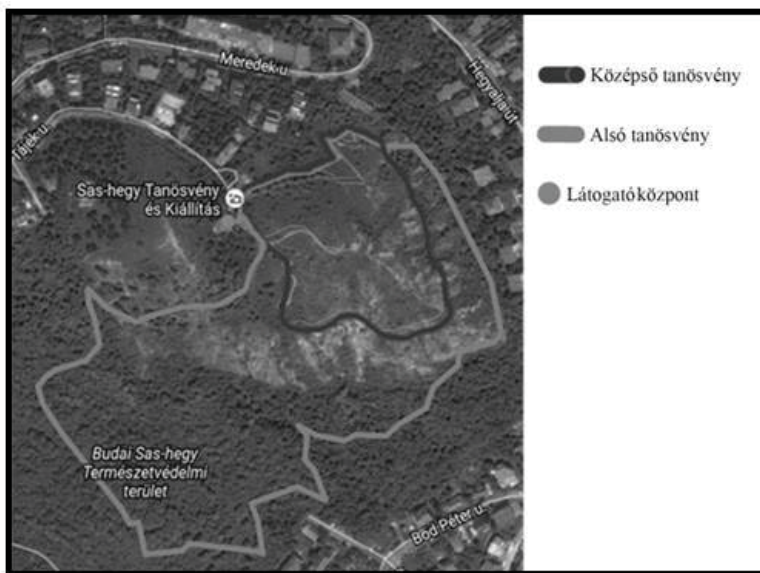 Meredek u.
Hegyalja út
Tájék u.
Sas-hegy Tanösvény
és Kiállítás
Budai Sas-hegy
Természetvédelmi
terület
Bod Péter u.
Középső tanösvény
Alsó tanösvény
Látogatóközpont